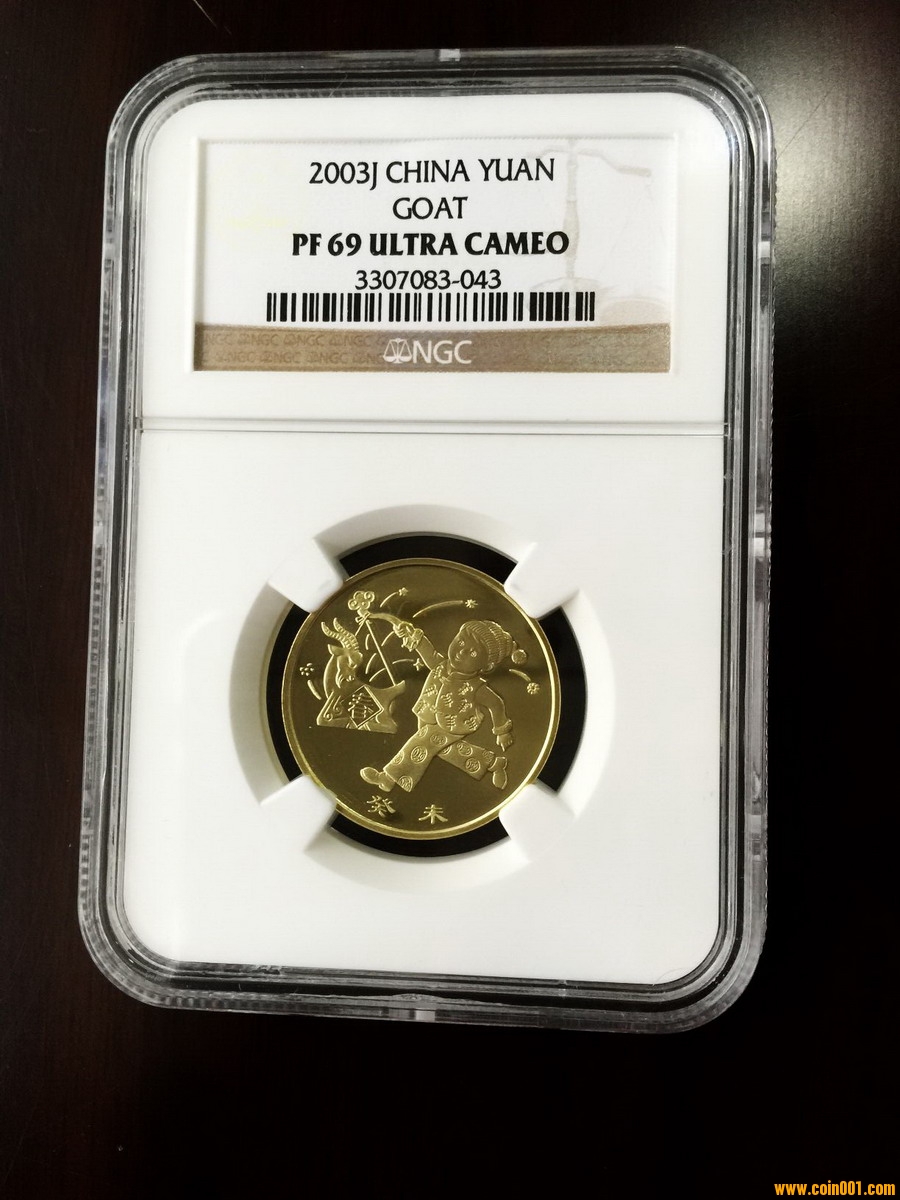 2003J CHINA YUAN
GOAT
PF 69 ULTRA CAMEO
3307083-043
NGC
春
癸 未
www.coin001.com